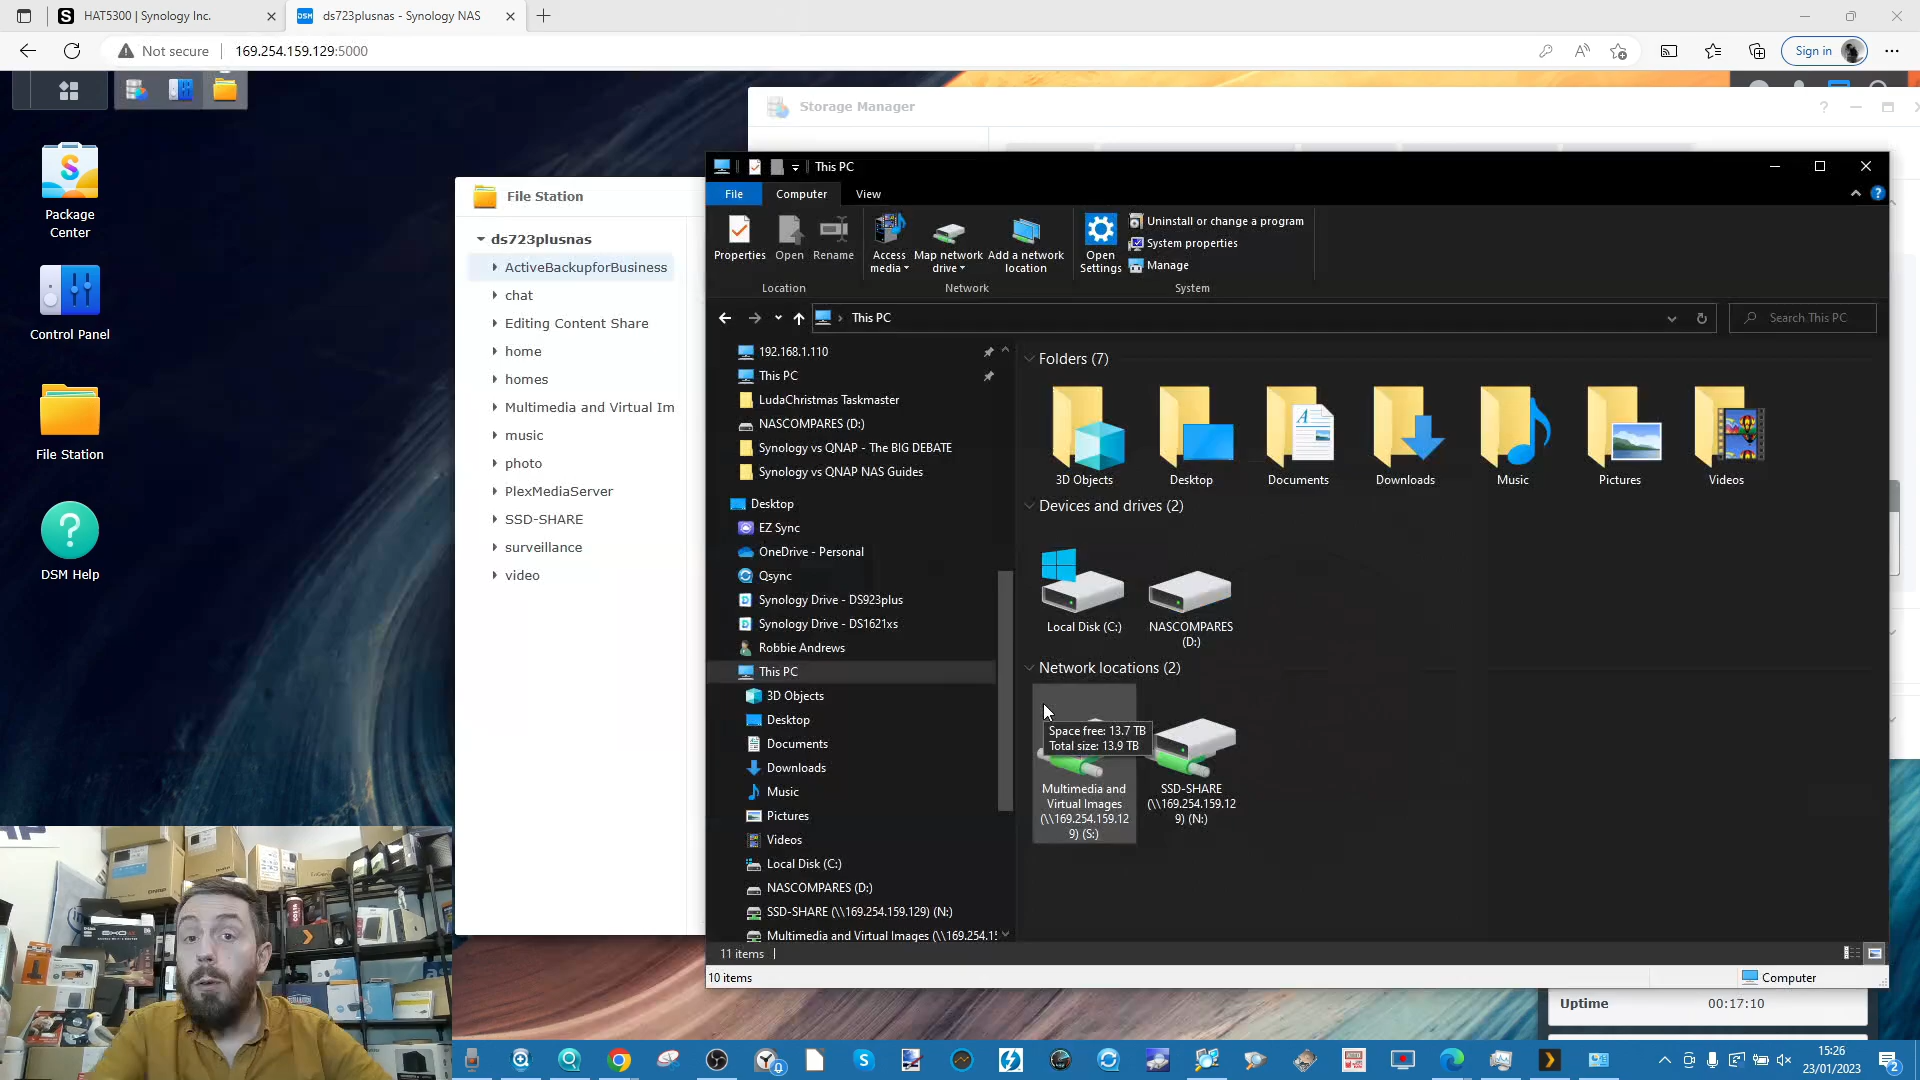 HAT5300 | Synology Inc.
ds723plusnas - Synology NAS
Not secure
169.254.159.129:5000
Sign in
Package
Center
Control Panel
File Station
DSM Help
Storage Manager
File Station
ds723plusnas
ActiveBackupforBusiness
chat
Editing Content Share
home
homes
Multimedia and Virtual Im
music
photo
PlexMediaServer
SSD-SHARE
surveillance
video
This PC
File
Computer
View
Properties
Open
Rename
Access
media
Map network
drive
Add a network
location
Open
Settings
Uninstall or change a program
System properties
Manage
Location
Network
System
This PC
Search This PC
192.168.1.110
This PC
LudaChristmas Taskmaster
NASCOMPARES (D:)
Synology vs QNAP - The BIG DEBATE
Synology vs QNAP NAS Guides
Desktop
EZ Sync
OneDrive - Personal
Qsync
Synology Drive - DS923plus
Synology Drive - DS1621xs
Robbie Andrews
This PC
3D Objects
Desktop
Documents
Downloads
Music
Pictures
Videos
Local Disk (C:)
NASCOMPARES (D:)
SSD-SHARE (\\169.254.159.129) (N:)
Multimedia and Virtual Images (\\169.254.15
Folders (7)
3D Objects
Desktop
Documents
Downloads
Music
Pictures
Videos
Devices and drives (2)
Local Disk (C:)
NASCOMPARES
(D:)
Network locations (2)
Space free: 13.7 TB
Total size: 13.9 TB
Multimedia and
Virtual Images
(\\169.254.159.12
9) (S:)
SSD-SHARE
(\\169.254.159.12
9) (N:)
11 items
10 items
Computer
Uptime
00:17:10
15:26
23/01/2023
2